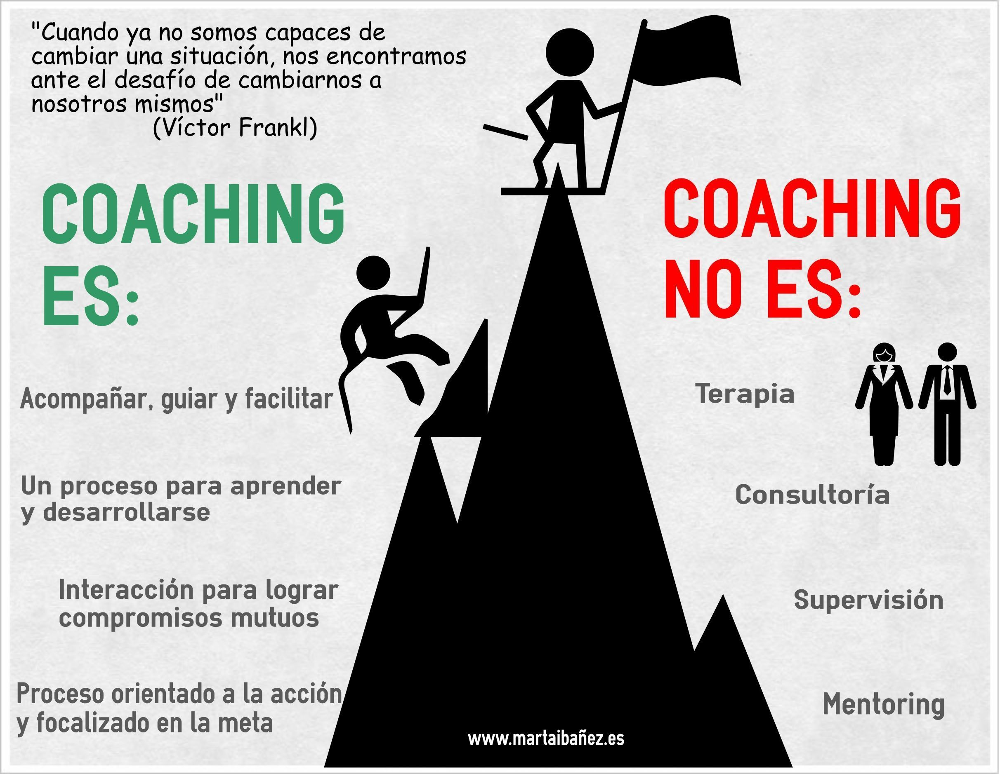 "Cuando ya no somos capaces de
cambiar una situación, nos encontramos
ante el desafío de cambiarnos a
nosotros mismos"
(Víctor Frankl)
COACHING
ES:
Acompañar, guiar y facilitar
Un proceso para aprender
y desarrollarse
Interacción para lograr
compromisos mutuos
Proceso orientado a la acción
y focalizado en la meta
COACHING
NO ES:
Terapia
Consultoría
Supervisión
Mentoring
www.martaibañez.es